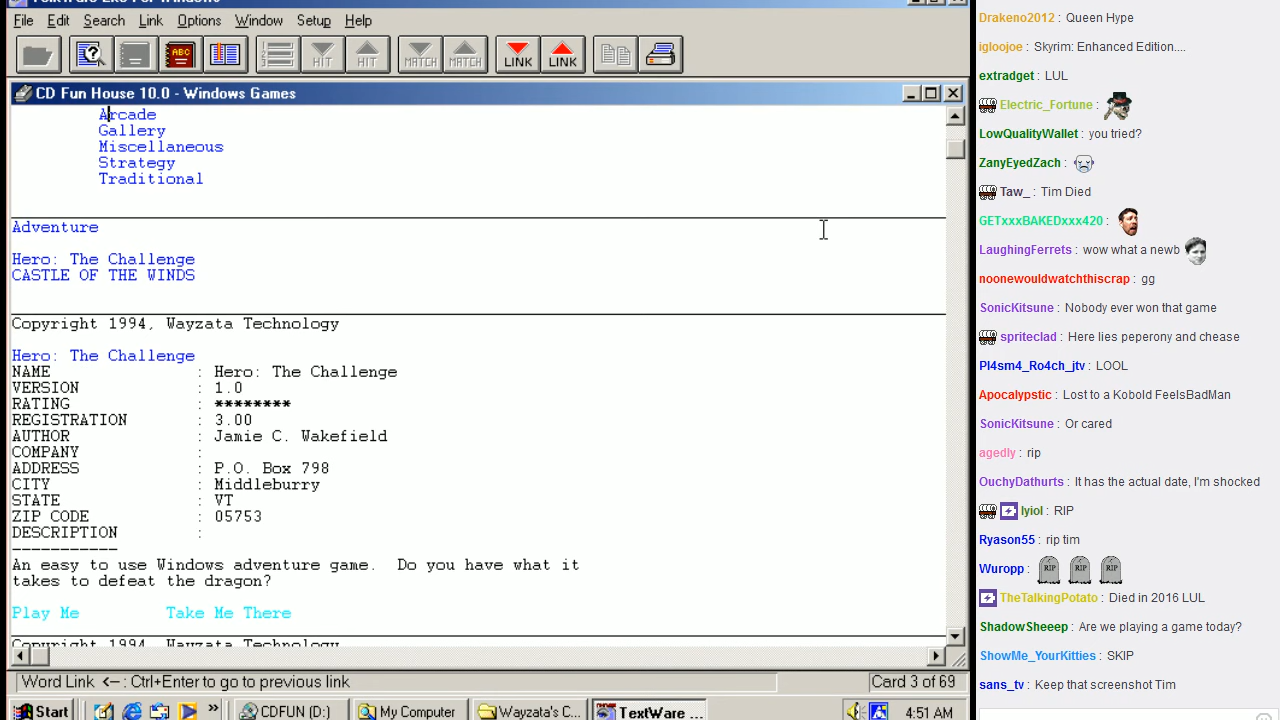 File Edit Search Link Options Window Setup Help
ABC HIT HIT MATCH MATCH LINK LINK
CD Fun House 10.0 - Windows Games
Arcade
Gallery
Miscellaneous
Strategy
Traditional
Adventure
Hero: The Challenge
CASTLE OF THE WINDS
Copyright 1994, Wayzata Technology
Hero: The Challenge
NAME : Hero: The Challenge
VERSION : 1.0
RATING : ********
REGISTRATION : 3.00
AUTHOR : Jamie C. Wakefield
COMPANY :
ADDRESS : P.O. Box 798
CITY : Middleburry
STATE : VT
ZIP CODE : 05753
DESCRIPTION :
-----------
An easy to use Windows adventure game. Do you have what it
takes to defeat the dragon?
Play Me Take Me There
Copyright 1994, Wayzata Technology
Word Link <--: Ctrl+Enter to go to previous link Card 3 of 69
Start » CDFUN (D:) My Computer Wayzata's C... TextWare ... 4:51 AM
Drakeno2012 : Queen Hype
igloojoe : Skyrim: Enhanced Edition....
extradget : LUL
Electric_Fortune :
LowQualityWallet : you tried?
ZanyEyedZach :
Taw_ : Tim Died
GETxxxBAKEDxxx420 :
LaughingFerrets : wow what a newb
noonewouldwatchthiscrap : gg
SonicKitsune : Nobody ever won that game
spriteclad : Here lies peperony and chease
Pl4sm4_Ro4ch_jtv : LOOL
Apocalypstic : Lost to a Kobold FeelsBadMan
SonicKitsune : Or cared
agedly : rip
OuchyDathurts : It has the actual date, I'm shocked
lyiol : RIP
Ryason55 : rip tim
Wuropp : RIP RIP RIP
TheTalkingPotato : Died in 2016 LUL
ShadowSheeep : Are we playing a game today?
ShowMe_YourKitties : SKIP
sans_tv : Keep that screenshot Tim